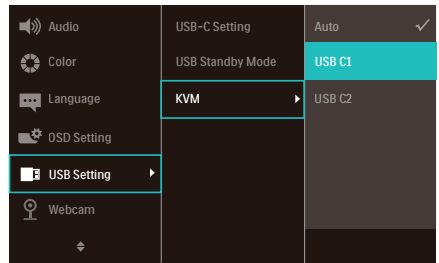 Audio
Color
Language
OSD Setting
USB Setting
Webcam
USB-C Setting
USB Standby Mode
KVM
Auto
USB C1
USB C2